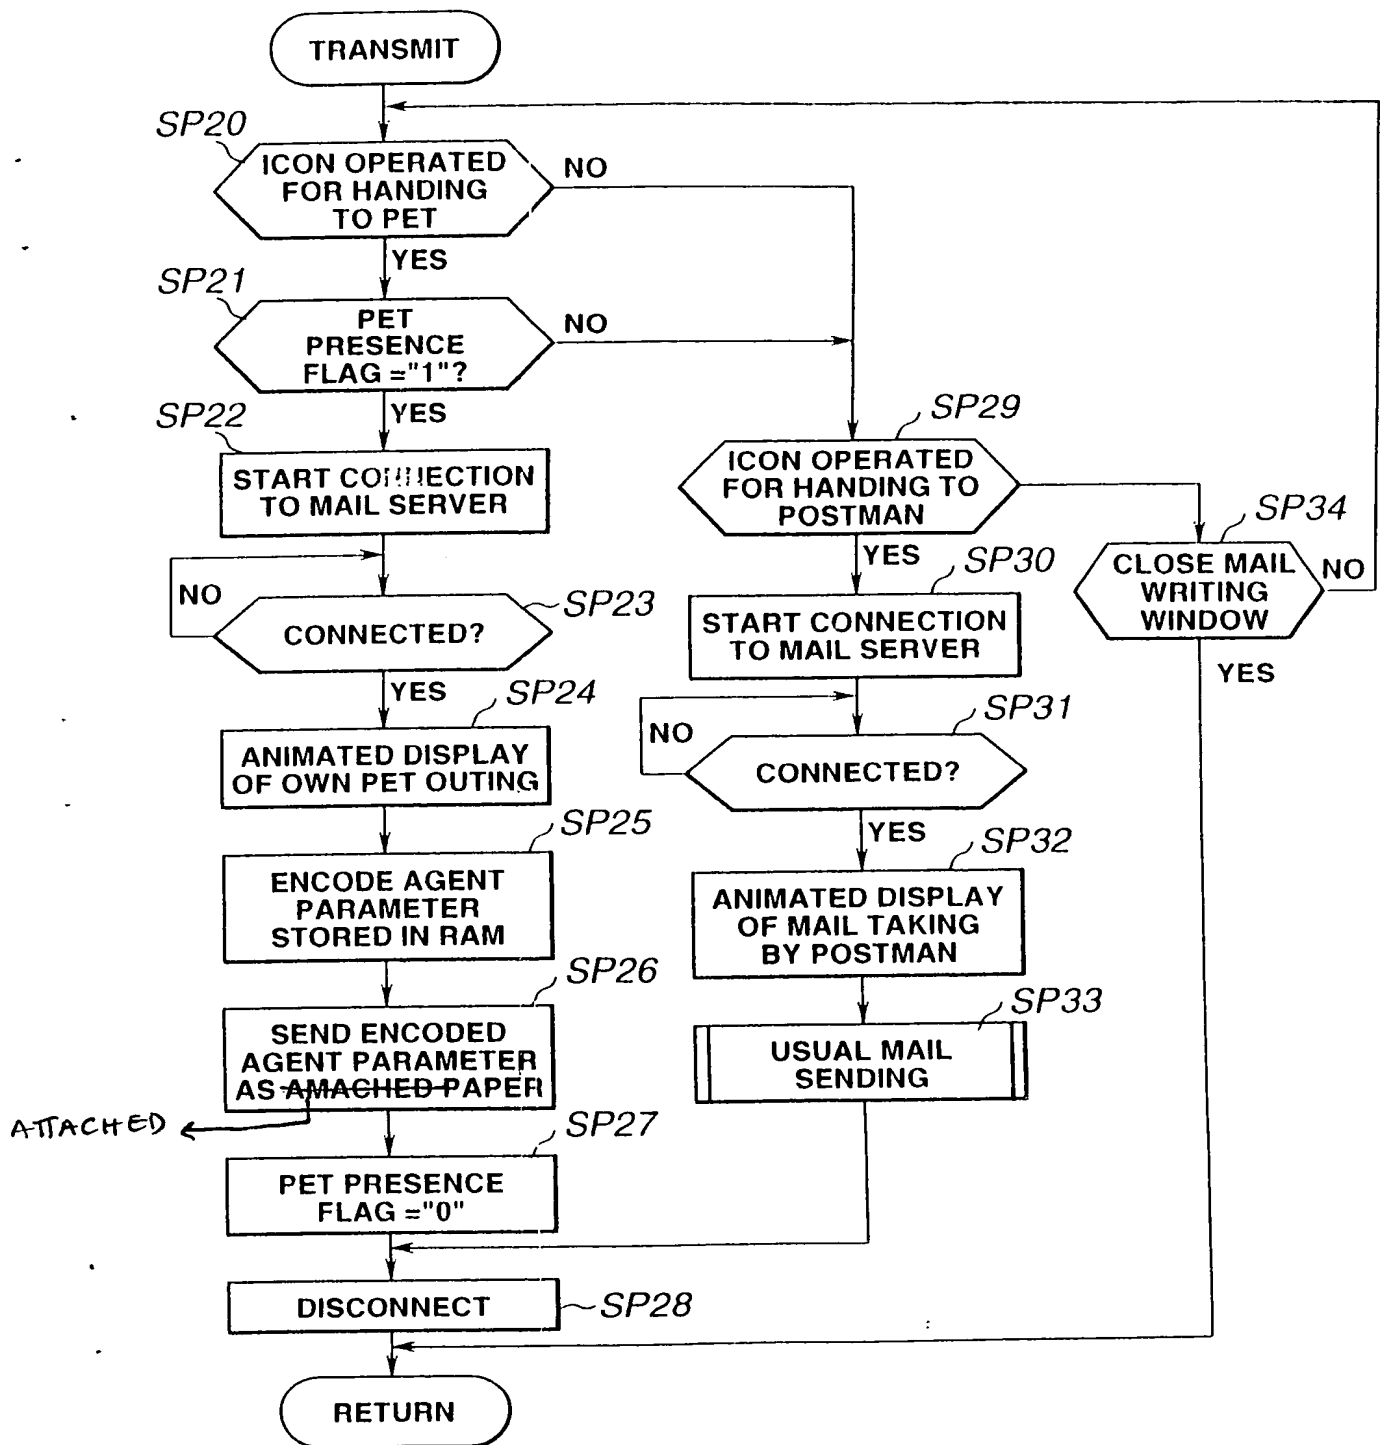 TRANSMIT
SP20
ICON OPERATED
FOR HANDING
TO PET
NO
YES
SP21
PET
PRESENCE
FLAG ="1"?
NO
YES
SP22
START CONNECTION
TO MAIL SERVER
NO
CONNECTED?
SP23
YES
SP24
ANIMATED DISPLAY
OF OWN PET OUTING
SP25
ENCODE AGENT
PARAMETER
STORED IN RAM
SP26
SEND ENCODED
AGENT PARAMETER
AS AMACHED PAPER
ATTACHED
SP27
PET PRESENCE
FLAG ="0"
DISCONNECT
SP28
RETURN
SP29
ICON OPERATED
FOR HANDING TO
POSTMAN
YES
SP30
START CONNECTION
TO MAIL SERVER
NO
SP31
CONNECTED?
YES
SP32
ANIMATED DISPLAY
OF MAIL TAKING
BY POSTMAN
SP33
USUAL MAIL
SENDING
SP34
CLOSE MAIL
WRITING
WINDOW
NO
YES